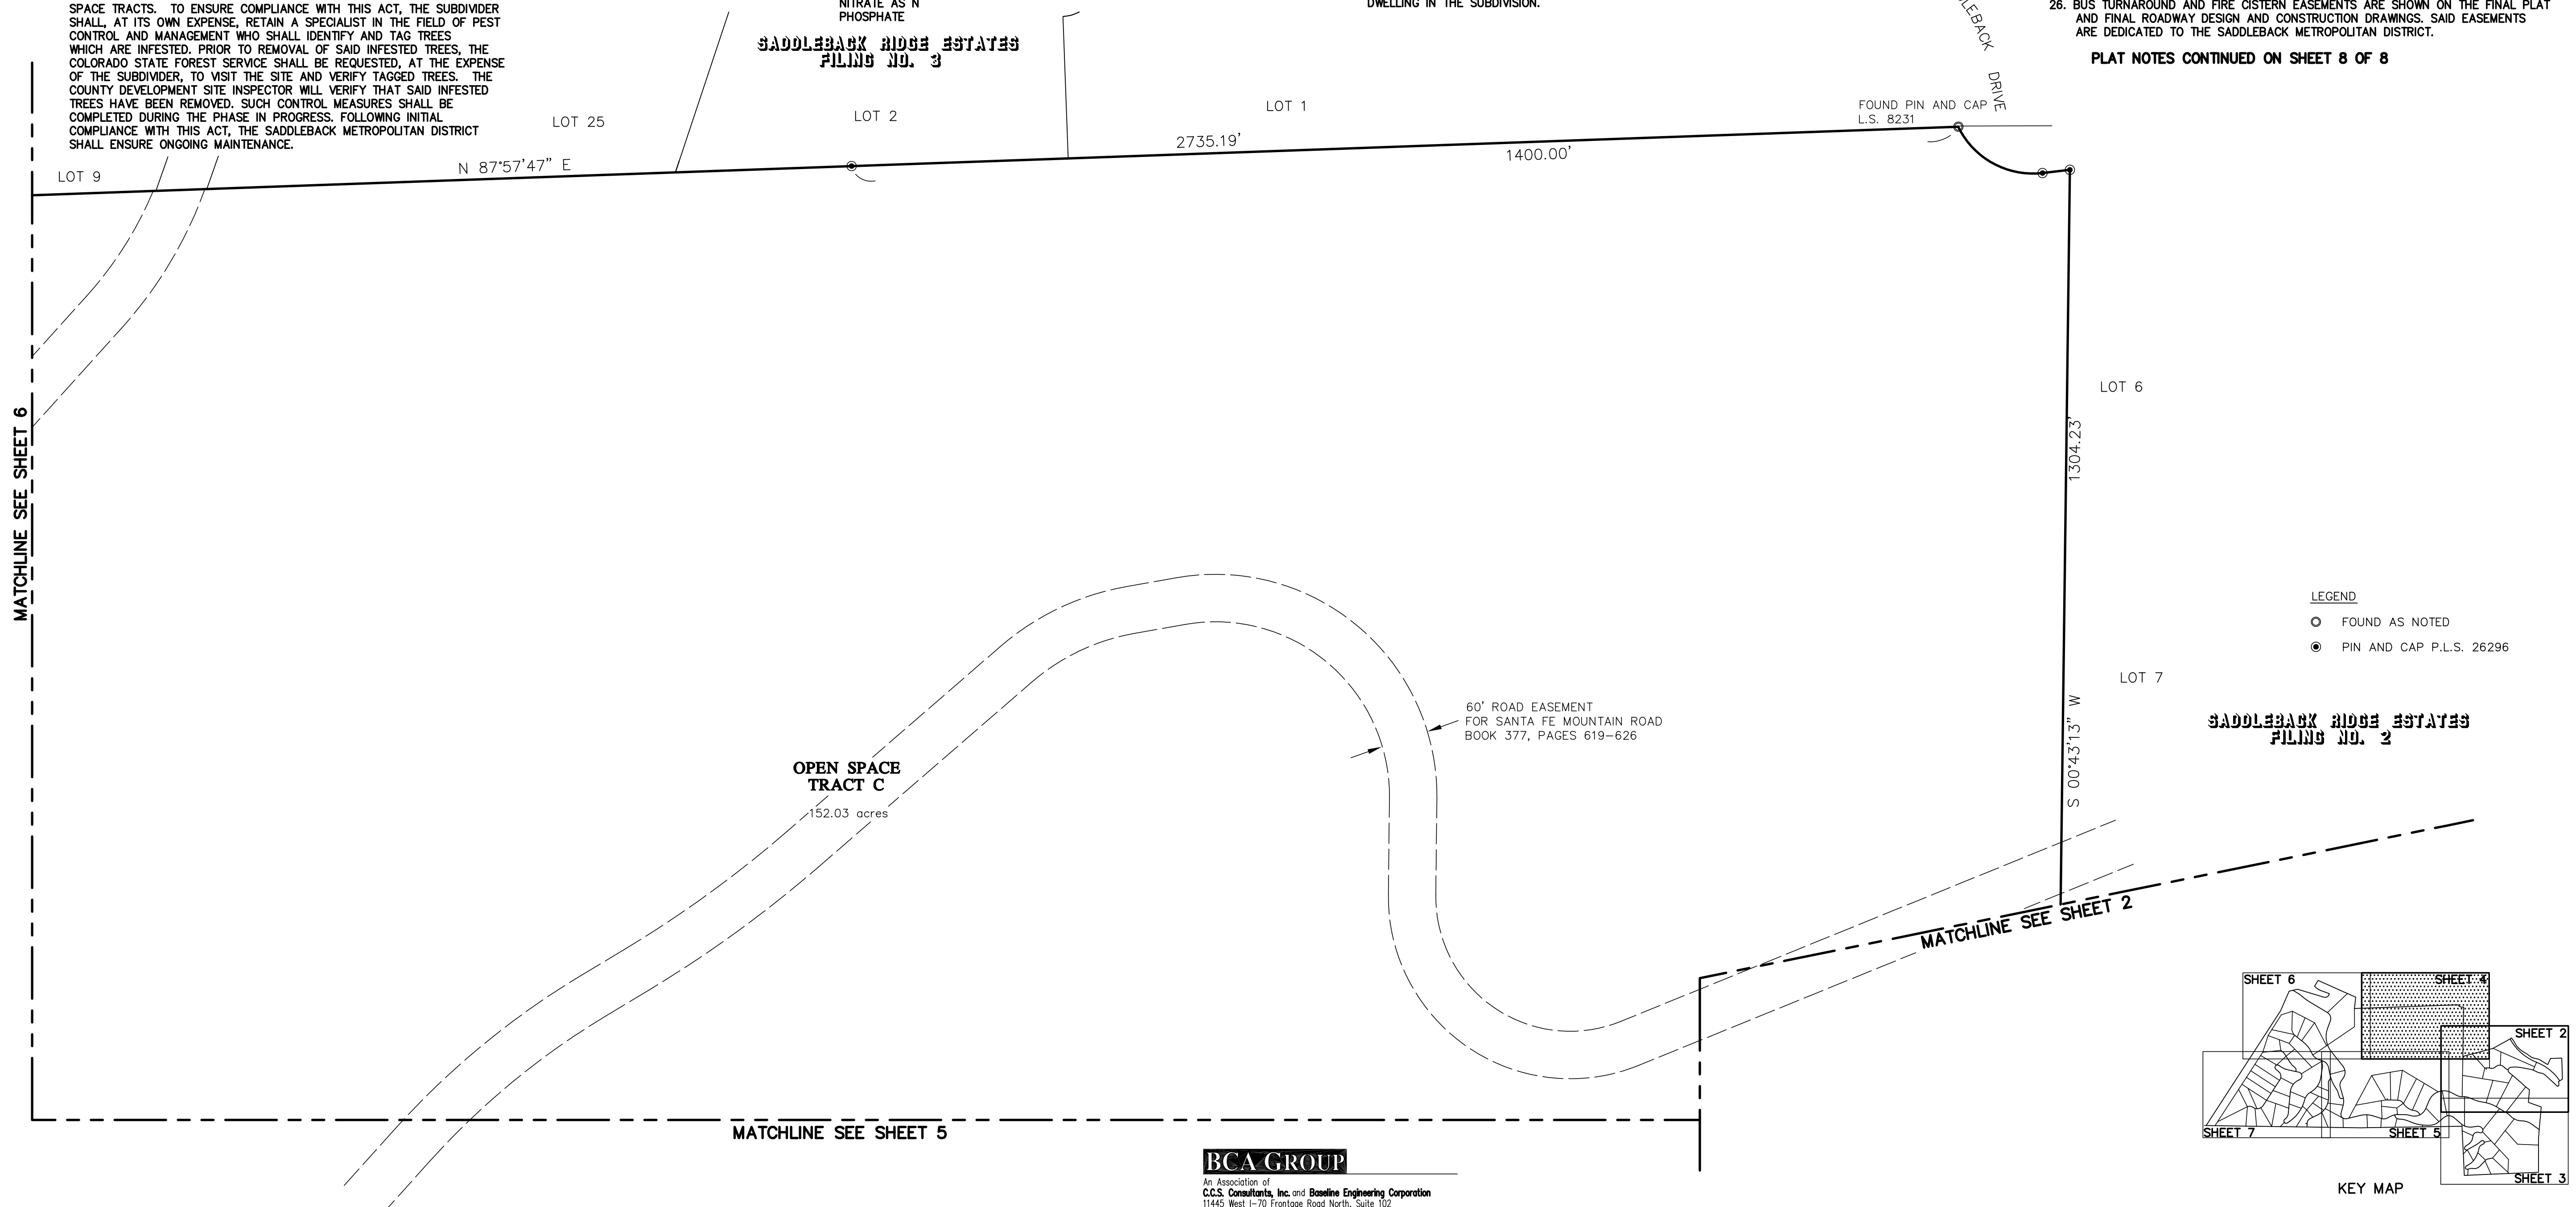 SPACE TRACTS. TO ENSURE COMPLIANCE WITH THIS ACT, THE SUBDIVIDER
SHALL, AT ITS OWN EXPENSE, RETAIN A SPECIALIST IN THE FIELD OF PEST
CONTROL AND MANAGEMENT WHO SHALL IDENTIFY AND TAG TREES
WHICH ARE INFESTED. PRIOR TO REMOVAL OF SAID INFESTED TREES, THE
COLORADO STATE FOREST SERVICE SHALL BE REQUESTED, AT THE EXPENSE
OF THE SUBDIVIDER, TO VISIT THE SITE AND VERIFY TAGGED TREES. THE
COUNTY DEVELOPMENT SITE INSPECTOR WILL VERIFY THAT SAID INFESTED
TREES HAVE BEEN REMOVED. SUCH CONTROL MEASURES SHALL BE
COMPLETED DURING THE PHASE IN PROGRESS. FOLLOWING INITIAL
COMPLIANCE WITH THIS ACT, THE SADDLEBACK METROPOLITAN DISTRICT
SHALL ENSURE ONGOING MAINTENANCE.
NITRATE AS N
PHOSPHATE
SADDLEBACK RIDGE ESTATES
FILING NO. 3
DWELLING IN THE SUBDIVISION.
26. BUS TURNAROUND AND FIRE CISTERN EASEMENTS ARE SHOWN ON THE FINAL PLAT
AND FINAL ROADWAY DESIGN AND CONSTRUCTION DRAWINGS. SAID EASEMENTS
ARE DEDICATED TO THE SADDLEBACK METROPOLITAN DISTRICT.
PLAT NOTES CONTINUED ON SHEET 8 OF 8
LEBACK DRIVE
LOT 9
LOT 25
LOT 2
LOT 1
FOUND PIN AND CAP
L.S. 8231
N 87°57'47" E
2735.19'
1400.00'
MATCHLINE SEE SHEET 6
LOT 6
1304.23'
LEGEND
FOUND AS NOTED
PIN AND CAP P.L.S. 26296
LOT 7
S 00°43'13" W
SADDLEBACK RIDGE ESTATES
FILING NO. 2
60' ROAD EASEMENT
FOR SANTA FE MOUNTAIN ROAD
BOOK 377, PAGES 619-626
OPEN SPACE
TRACT C
152.03 acres
MATCHLINE SEE SHEET 2
MATCHLINE SEE SHEET 5
SHEET 6
SHEET 4
SHEET 2
SHEET 7
SHEET 5
SHEET 3
KEY MAP
BCA GROUP
An Association of
C.C.S. Consultants, Inc. and Baseline Engineering Corporation
11445 West I-70 Frontage Road North, Suite 102